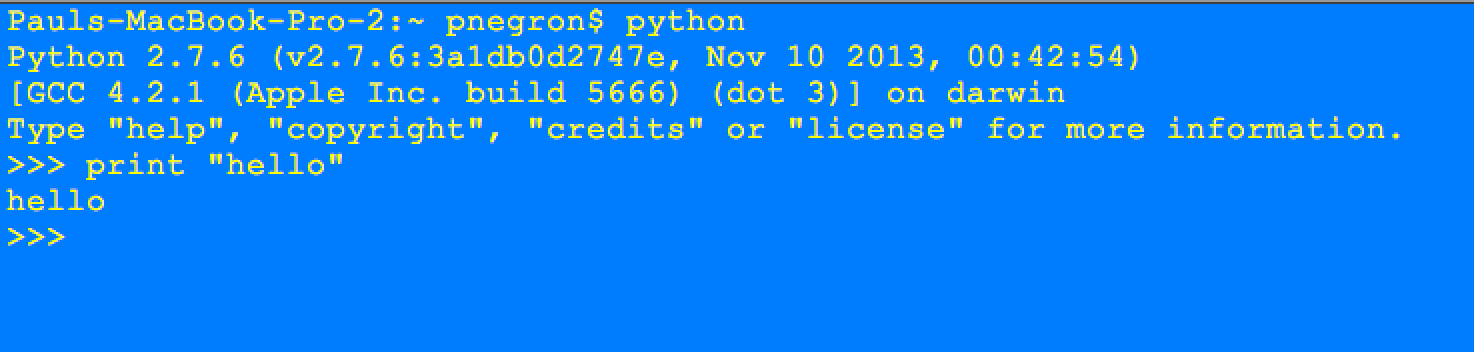 Pauls-MacBook-Pro-2:~ pnegron$ python
Python 2.7.6 (v2.7.6:3a1db0d2747e, Nov 10 2013, 00:42:54)
[GCC 4.2.1 (Apple Inc. build 5666) (dot 3)] on darwin
Type "help", "copyright", "credits" or "license" for more information.
>>> print "hello"
hello
>>>